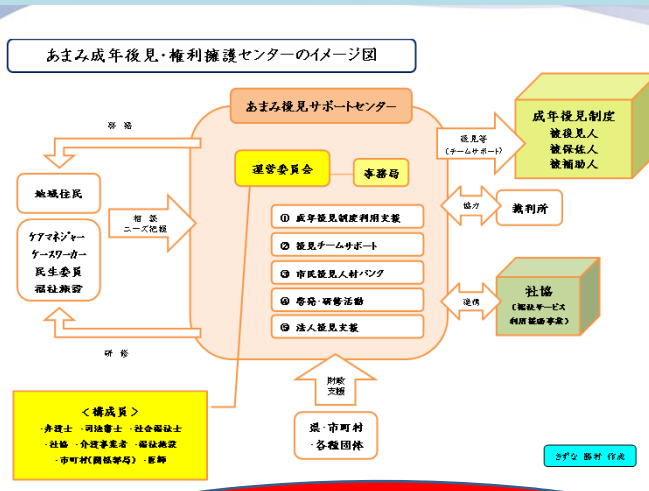 あまみ成年後見・権利擁護センターのイメージ図
あまみ後見サポートセンター
成年後見制度
被後見人
被保佐人
被補助人
啓発
後見等
(チームサポート)
運営委員会
事務局
地域住民
協力
裁判所
相談
ニーズ把握
① 成年後見制度利用支援
② 後見チームサポート
③ 市民後見人材バンク
④ 啓発・研修活動
⑤ 法人後見支援
ケアマネジャー
ケースワーカー
民生委員
福祉施設
連携
社協
(福祉サービス
利用援助事業)
研修
財政
支援
<構成員>
・弁護士 ・司法書士 ・社会福祉士
・社協 ・介護事業者 ・福祉施設
・市町村(関係部局) ・医師
県・市町村
・各種団体
きずな 勝村 作成